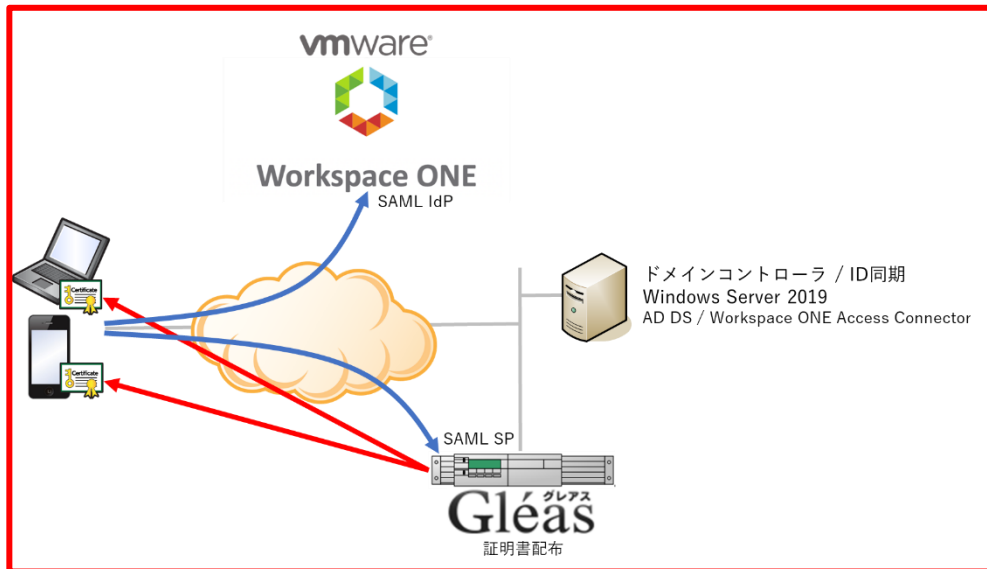 vmware®
Workspace ONE
SAML IdP
Certificate
Certificate
ドメインコントローラ / ID同期
Windows Server 2019
AD DS / Workspace ONE Access Connector
SAML SP
グレアス
Gléas
証明書配布